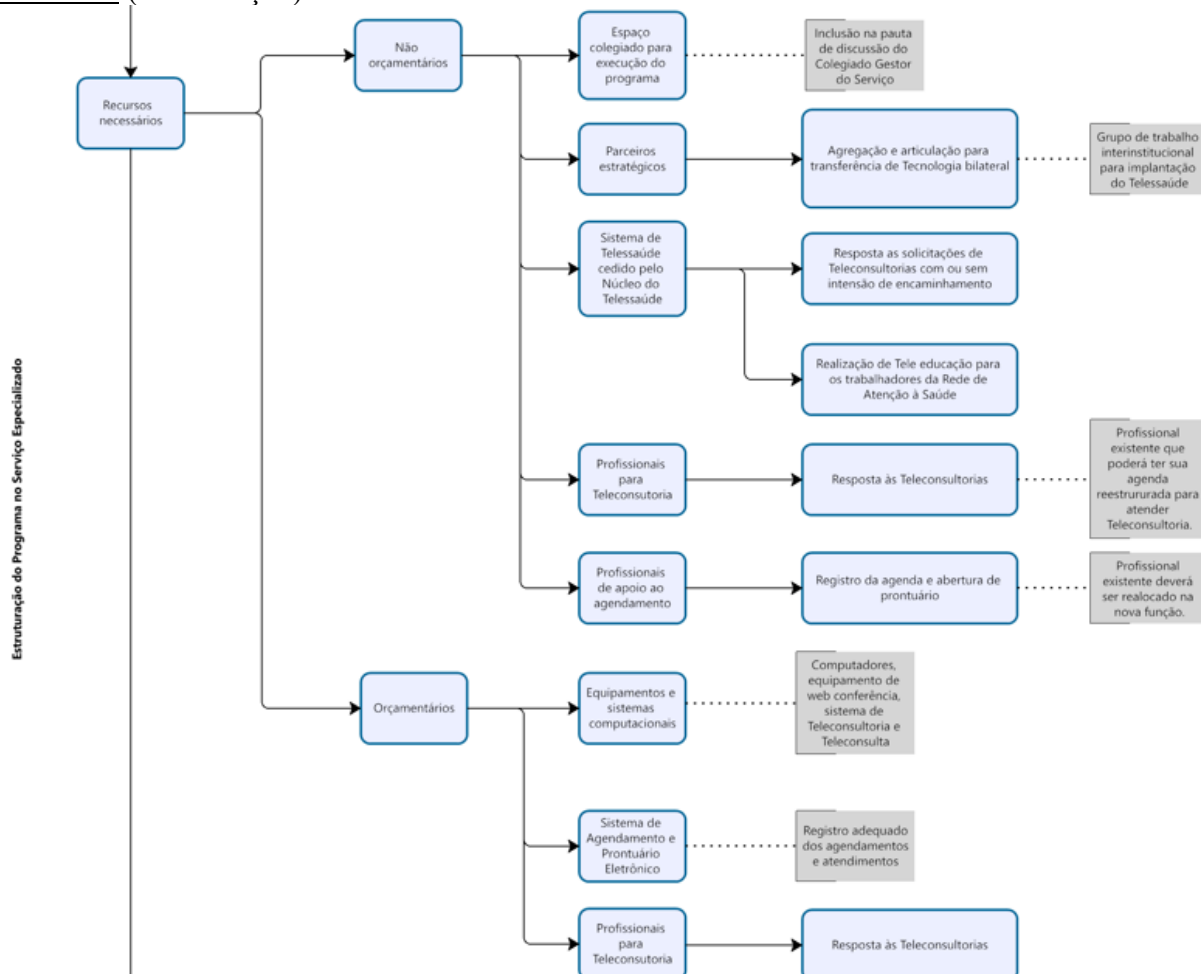 Recursos
necessários
Não
orçamentários
Espaço
colegiado para
execução do
programa
Inclusão na pauta
de discussão do
Colegiado Gestor
do Serviço
Parceiros
estratégicos
Agregação e articulação para
transferência de Tecnologia bilateral
Grupo de trabalho
interinstitucional
para implantação
do Telessaúde
Sistema de
Telessaúde
cedido pelo
Núcleo do
Telessaúde
Resposta as solicitações de
Teleconsultorias com ou sem
intensão de encaminhamento
Realização de Tele educação para
os trabalhadores da Rede de
Atenção à Saúde
Profissionais
para
Teleconsutoria
Resposta às Teleconsultorias
Profissional
existente que
poderá ter sua
agenda
reestrururada para
atender
Teleconsultoria.
Profissionais
de apoio ao
agendamento
Registro da agenda e abertura de
prontuário
Profissional
existente deverá
ser realocado na
nova função.
Estruturação do Programa no Serviço Especializado
Orçamentários
Equipamentos e
sistemas
computacionais
Computadores,
equipamento de
web conferência,
sistema de
Teleconsultoria e
Teleconsulta
Sistema de
Agendamento e
Prontuário
Eletrônico
Registro adequado
dos agendamentos
e atendimentos
Profissionais
para
Teleconsutoria
Resposta às Teleconsultorias